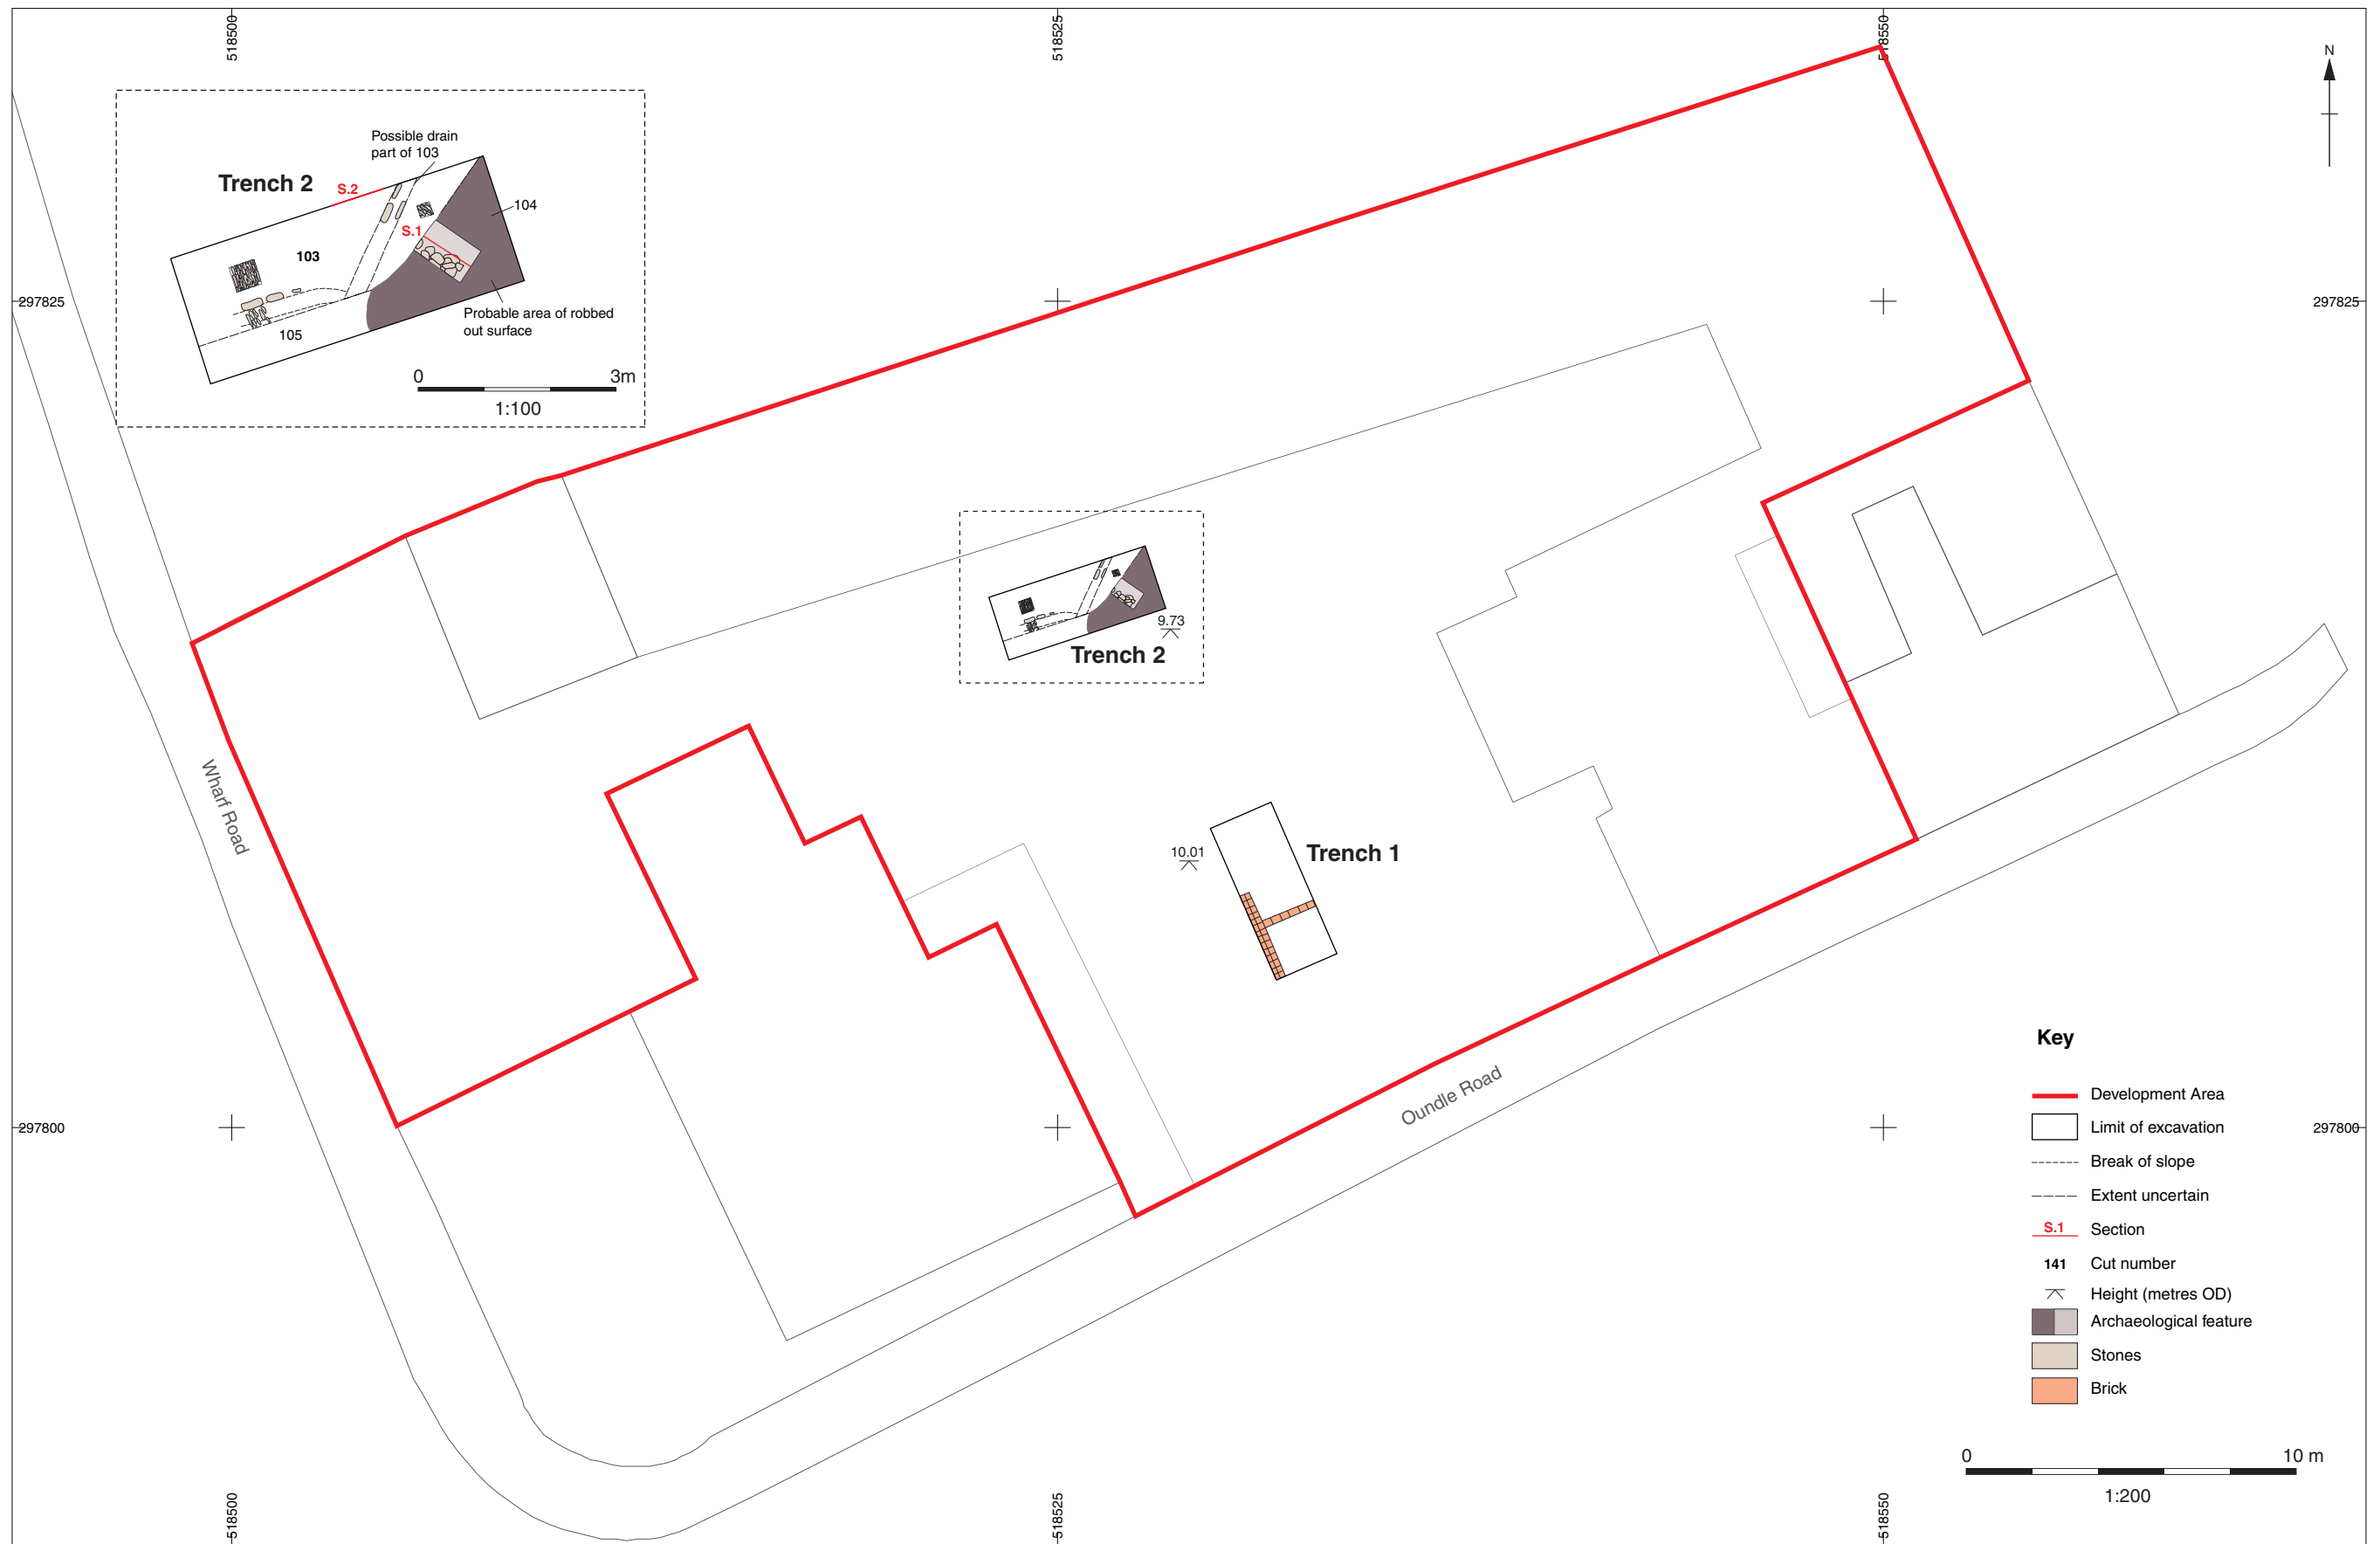 518500
518525
518550
N
Possible drain
part of 103
Trench 2
S.2
104
S.1
103
297825
297825
Probable area of robbed
out surface
105
0
3m
1:100
9.73
Trench 2
Wharf Road
10.01
Trench 1
Oundle Road
297800
297800
Key
Development Area
Limit of excavation
Break of slope
Extent uncertain
S.1
Section
141
Cut number
Height (metres OD)
Archaeological feature
Stones
Brick
0
10 m
1:200
518500
518525
518550